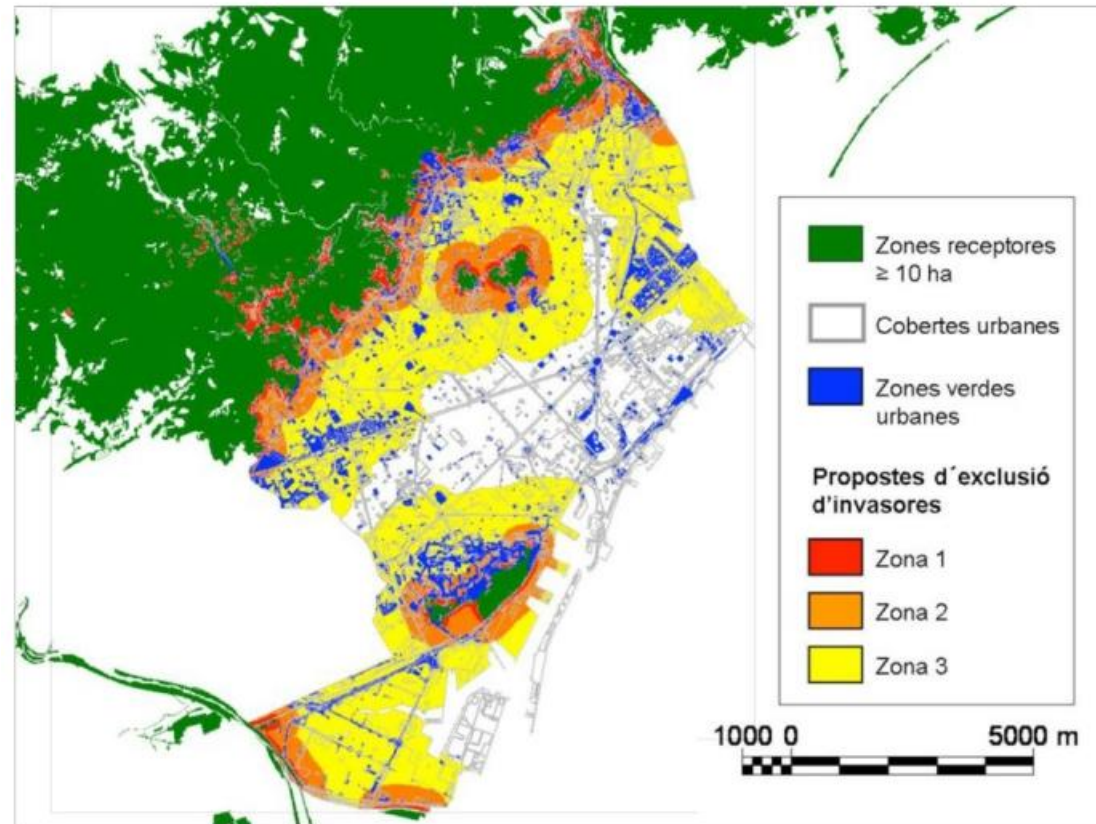 Zones receptores
≥ 10 ha
Cobertes urbanes
Zones verdes
urbanes
Propostes d´exclusió
d'invasores
Zona 1
Zona 2
Zona 3
1000 0 5000 m